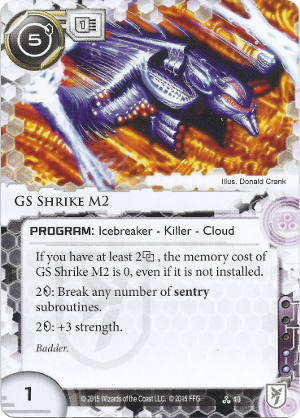 5
1
Illus. Donald Crank
GS Shrike M2
PROGRAM: Icebreaker - Killer - Cloud
If you have at least 2, the memory cost of
GS Shrike M2 is 0, even if it is not installed.
2: Break any number of sentry
subroutines.
2: +3 strength.
Badder.
1
© 2015 Wizards of the Coast LLC. © 2015 FFG 49